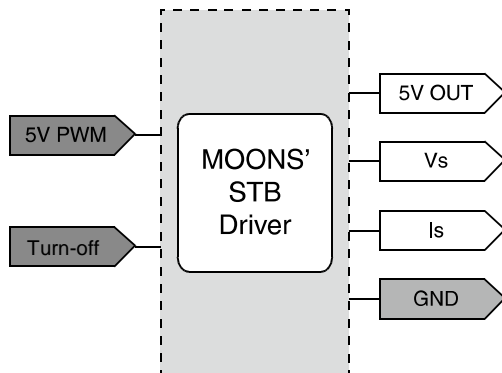 5V PWM
Turn-off
MOONS'
STB
Driver
5V OUT
Vs
Is
GND